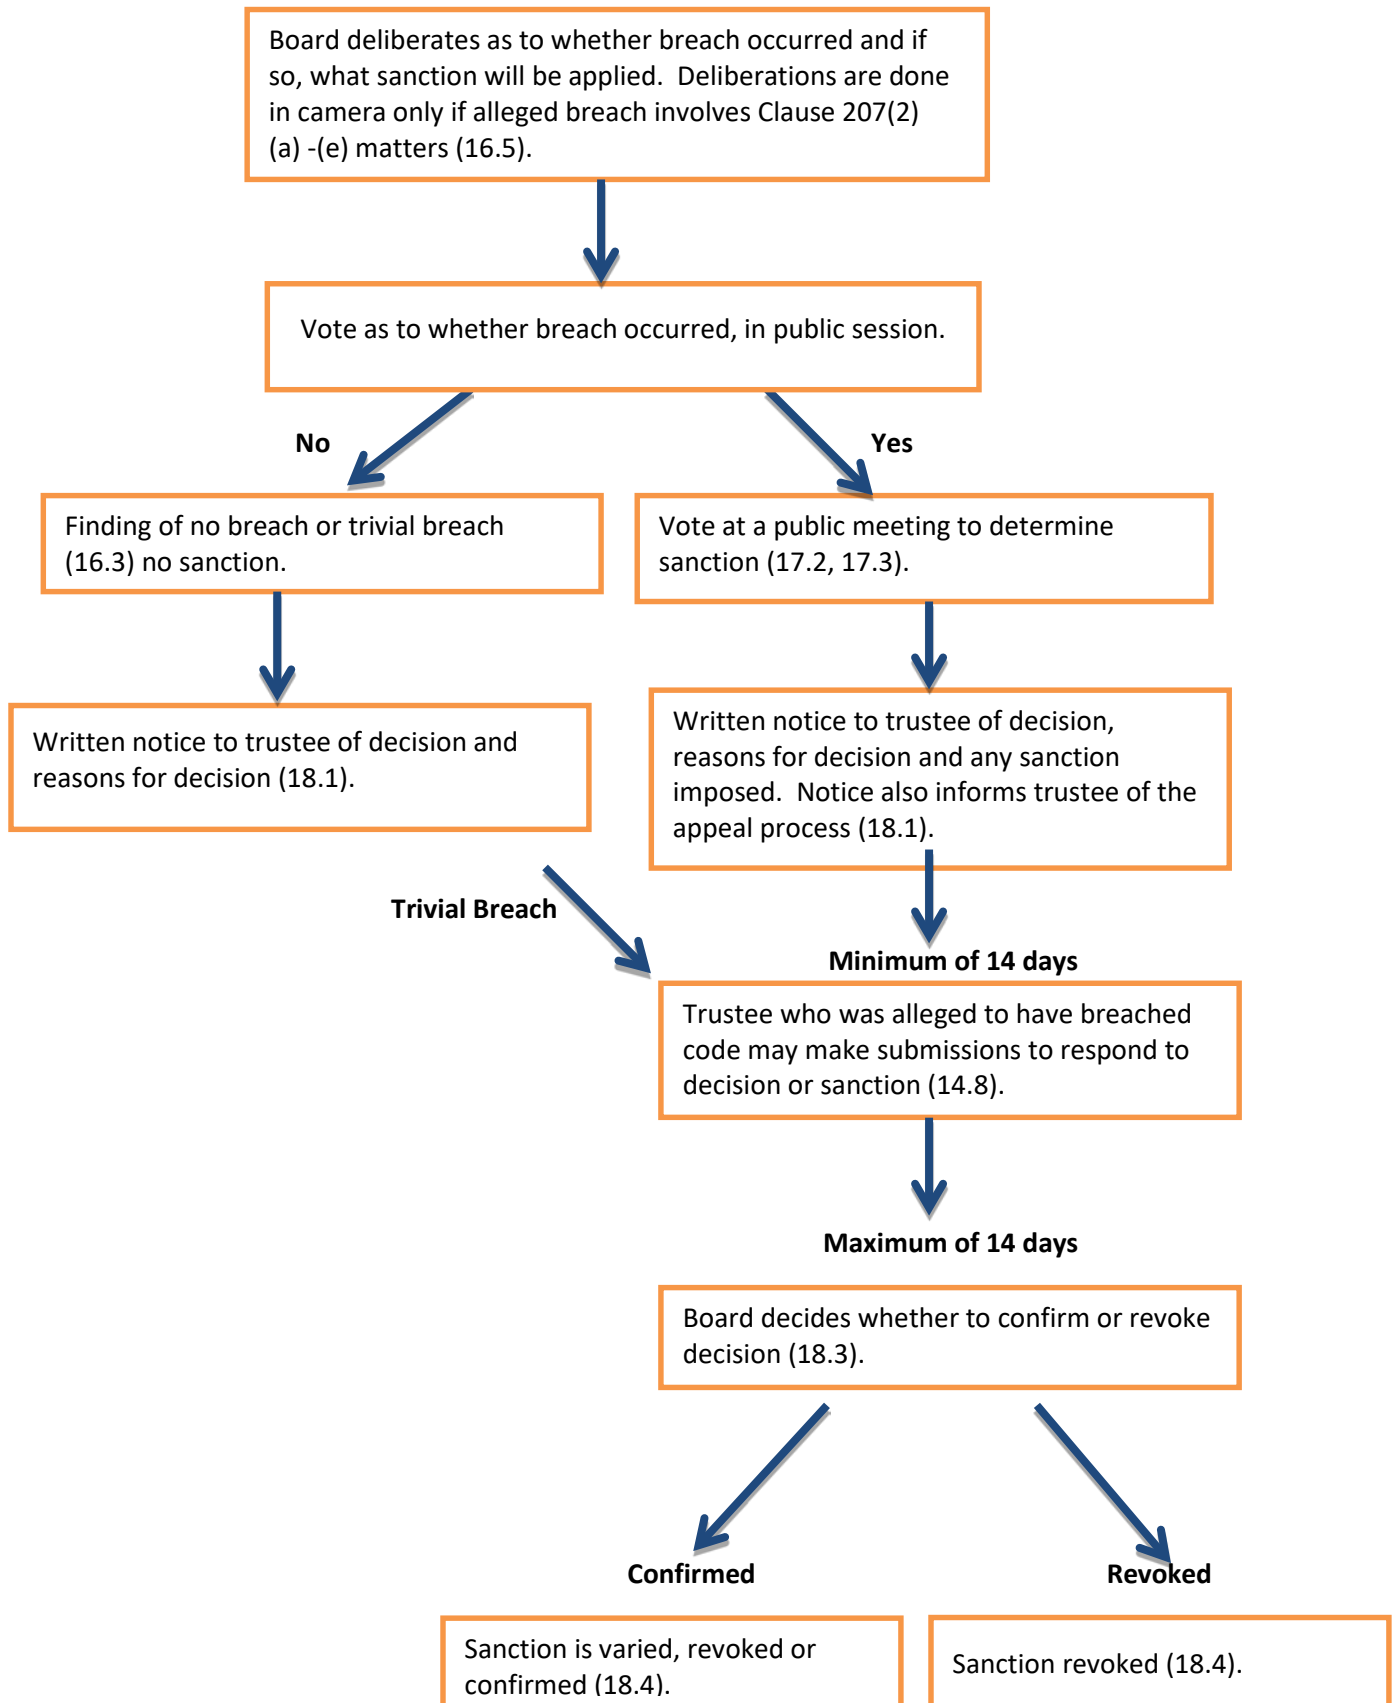 Board deliberates as to whether breach occurred and if
so, what sanction will be applied.  Deliberations are done
in camera only if alleged breach involves Clause 207(2)
(a) -(e) matters (16.5).
Vote as to whether breach occurred, in public session.
No
Yes
Finding of no breach or trivial breach
(16.3) no sanction.
Vote at a public meeting to determine
sanction (17.2, 17.3).
Written notice to trustee of decision and
reasons for decision (18.1).
Written notice to trustee of decision,
reasons for decision and any sanction
imposed.  Notice also informs trustee of the
appeal process (18.1).
Trivial Breach
Minimum of 14 days
Trustee who was alleged to have breached
code may make submissions to respond to
decision or sanction (14.8).
Maximum of 14 days
Board decides whether to confirm or revoke
decision (18.3).
Confirmed
Revoked
Sanction is varied, revoked or
confirmed (18.4).
Sanction revoked (18.4).